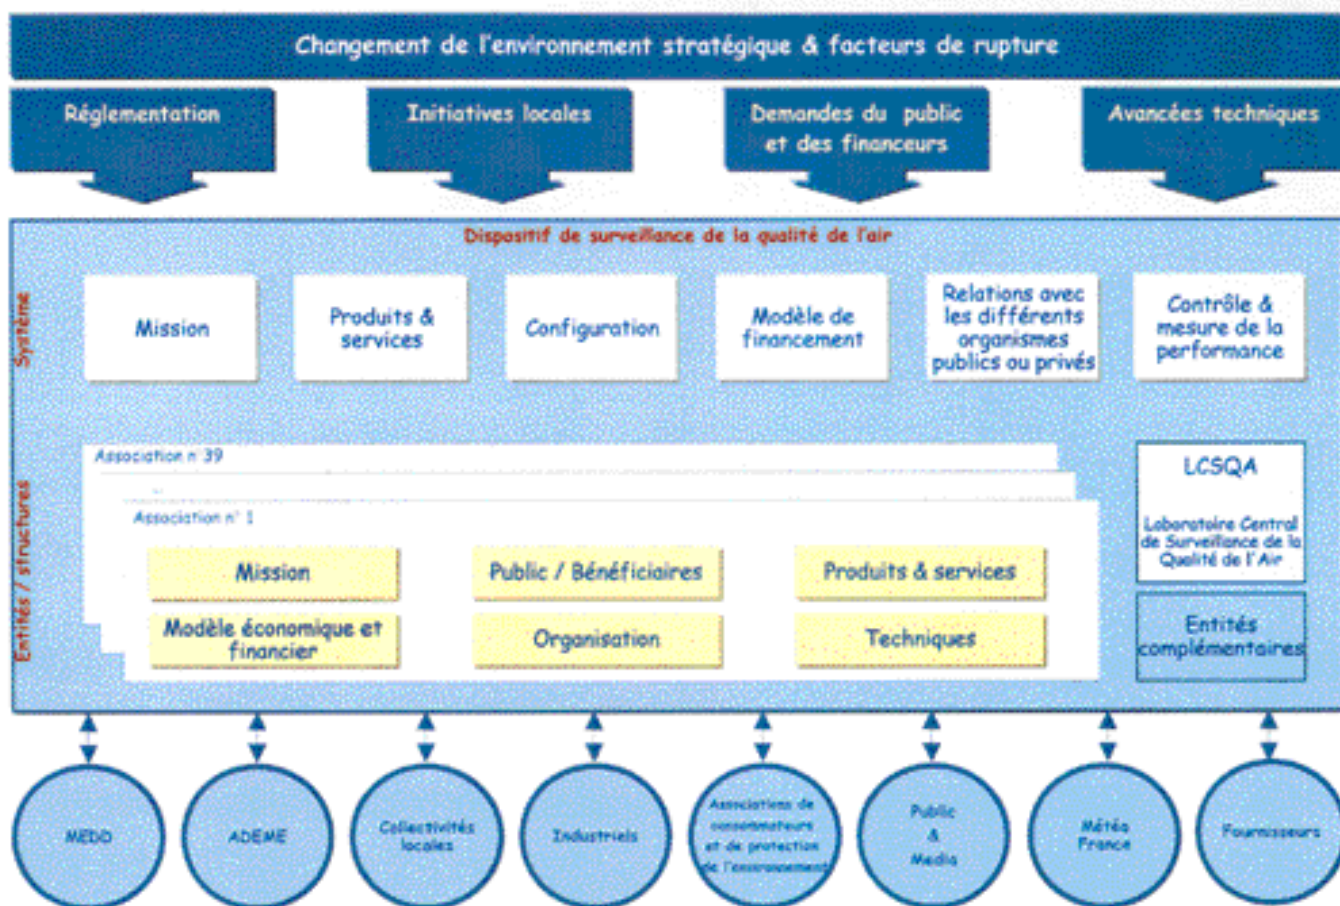 Changement de l'environnement stratégique & facteurs de rupture
Réglementation
Initiatives locales
Demandes du public
et des financeurs
Avancées techniques
Dispositif de surveillance de la qualité de l'air
Système
Mission
Produits &
services
Configuration
Modèle de
financement
Relations avec
les différents
organismes
publics ou privés
Contrôle &
mesure de la
performance
Entités / structures
Association n°39
Association n° 1
Mission
Public / Bénéficiaires
Produits & services
Modèle économique et
financier
Organisation
Techniques
LCSQA
Laboratoire Central
de Surveillance de la
Qualité de l'Air
Entités
complémentaires
MEDD
ADEME
Collectivités
locales
Industriels
Associations de
consommateurs
et de protection
de l'environnement
Public
&
Media
Météo
France
Fournisseurs